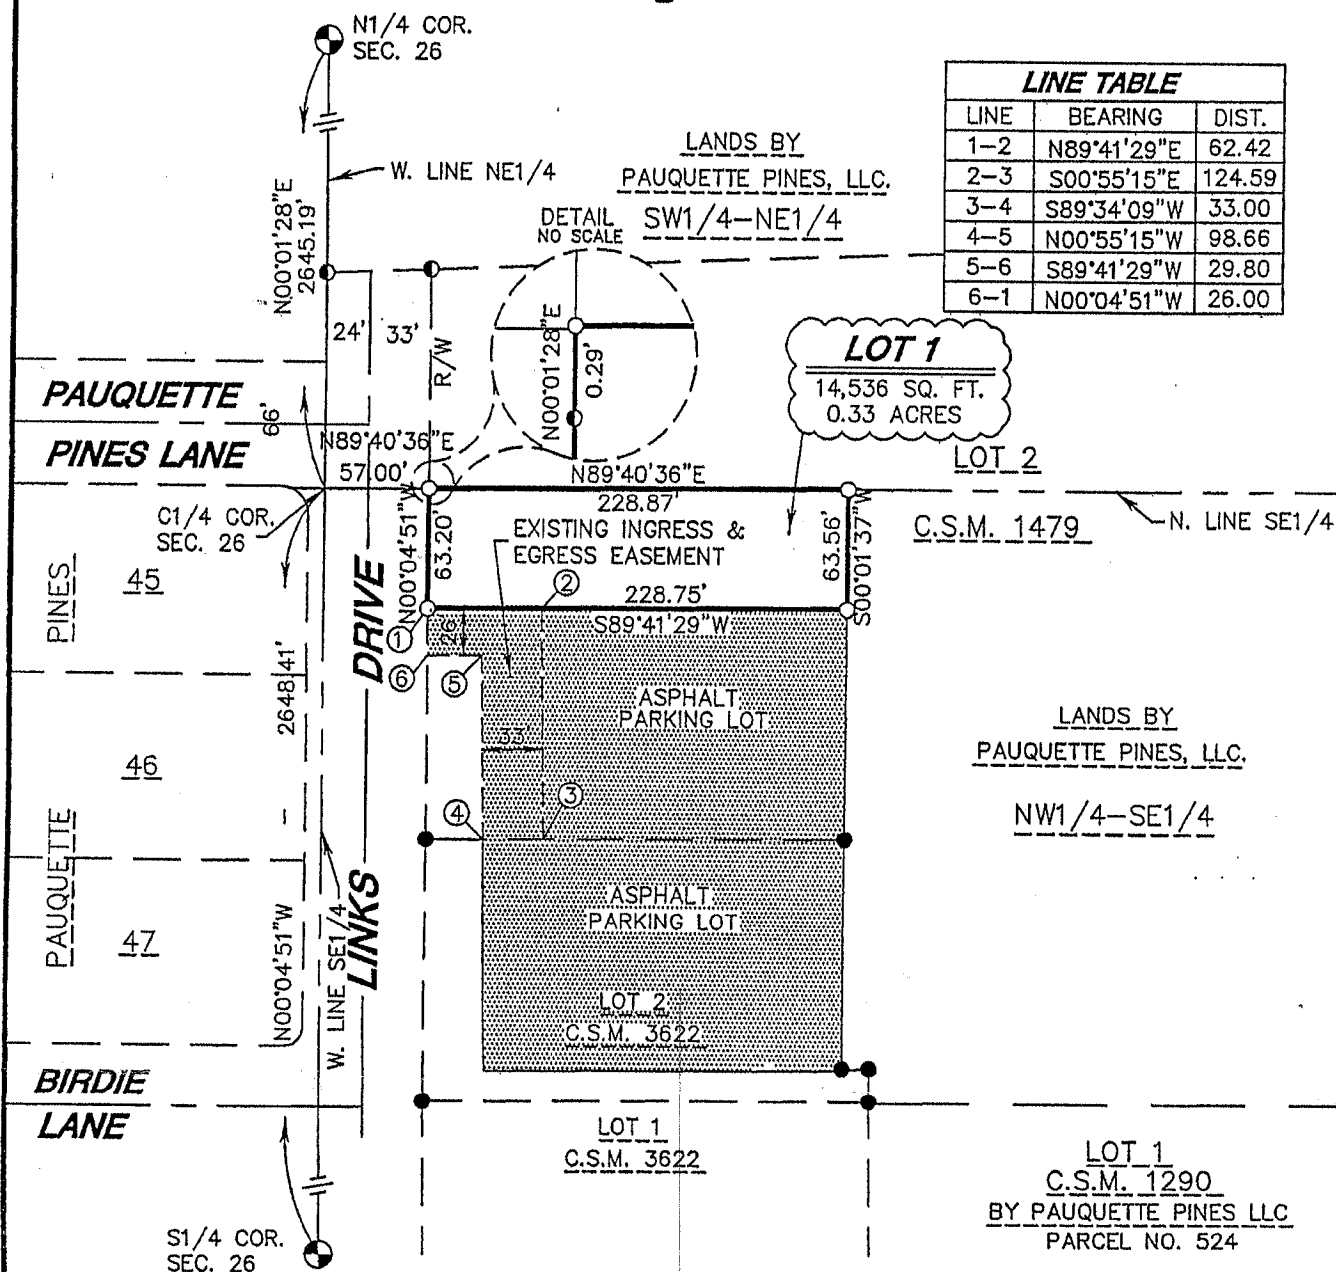 N1/4 COR.
SEC. 26
LINE TABLE
LINE BEARING DIST.
1-2 N89°41'29"E 62.42
2-3 S00°55'15"E 124.59
3-4 S89°34'09"W 33.00
4-5 N00°55'15"W 98.66
5-6 S89°41'29"W 29.80
6-1 N00°04'51"W 26.00
LANDS BY
PAUQUETTE PINES, LLC.
SW1/4-NE1/4
W. LINE NE1/4
N00°01'28"E
2645.19'
DETAIL
NO SCALE
N00°01'28"E
0.29'
24'
33'
R/W
LOT 1
14,536 SQ. FT.
0.33 ACRES
PAUQUETTE
PINES LANE
66'
N89°40'36"E
57.00'
N89°40'36"E
228.87'
LOT 2
C.S.M. 1479
N. LINE SE1/4
C1/4 COR.
SEC. 26
N00°04'51"W
63.20'
EXISTING INGRESS &
EGRESS EASEMENT
63.56'
S00°01'37"W
228.75'
S89°41'29"W
1
2
26'
6
5
PINES
45
DRIVE
2648.41'
ASPHALT
PARKING LOT
33'
LANDS BY
PAUQUETTE PINES, LLC.
NW1/4-SE1/4
46
4
3
PAUQUETTE
47
N00°04'51"W
W. LINE SE1/4
LINKS
ASPHALT
PARKING LOT
LOT 2
C.S.M. 3622
BIRDIE
LANE
LOT 1
C.S.M. 3622
LOT 1
C.S.M. 1290
BY PAUQUETTE PINES LLC
PARCEL NO. 524
S1/4 COR.
SEC. 26